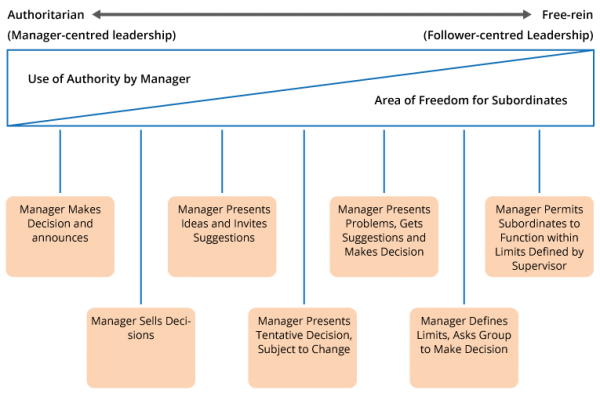 Authoritarian
Free-rein
(Manager-centred leadership)
(Follower-centred Leadership)
Use of Authority by Manager
Area of Freedom for Subordinates
Manager Makes
Decision and
announces
Manager Sells Deci-
sions
Manager Presents
Ideas and Invites
Suggestions
Manager Presents
Tentative Decision,
Subject to Change
Manager Presents
Problems, Gets
Suggestions and
Makes Decision
Manager Defines
Limits, Asks Group
to Make Decision
Manager Permits
Subordinates to
Function within
Limits Defined by
Supervisor